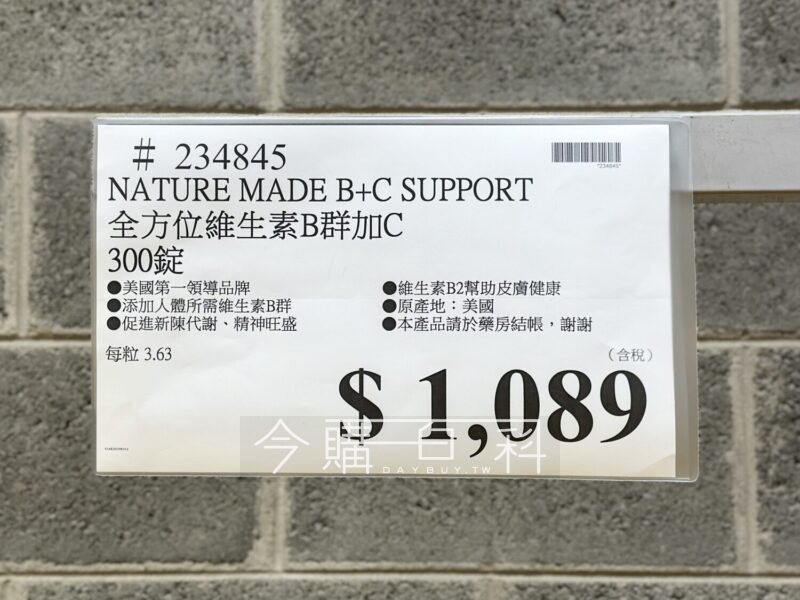 # 234845
"234845"
NATURE MADE B+C SUPPORT
全方位維生素B群加C
300錠
●美國第一領導品牌
●添加人體所需維生素B群
●促進新陳代謝、精神旺盛
●維生素B2幫助皮膚健康
●原產地：美國
●本產品請於藥房結帳，謝謝
每粒 3.63
(含稅)
$ 1,089
今購百科
DAYBUY.TW